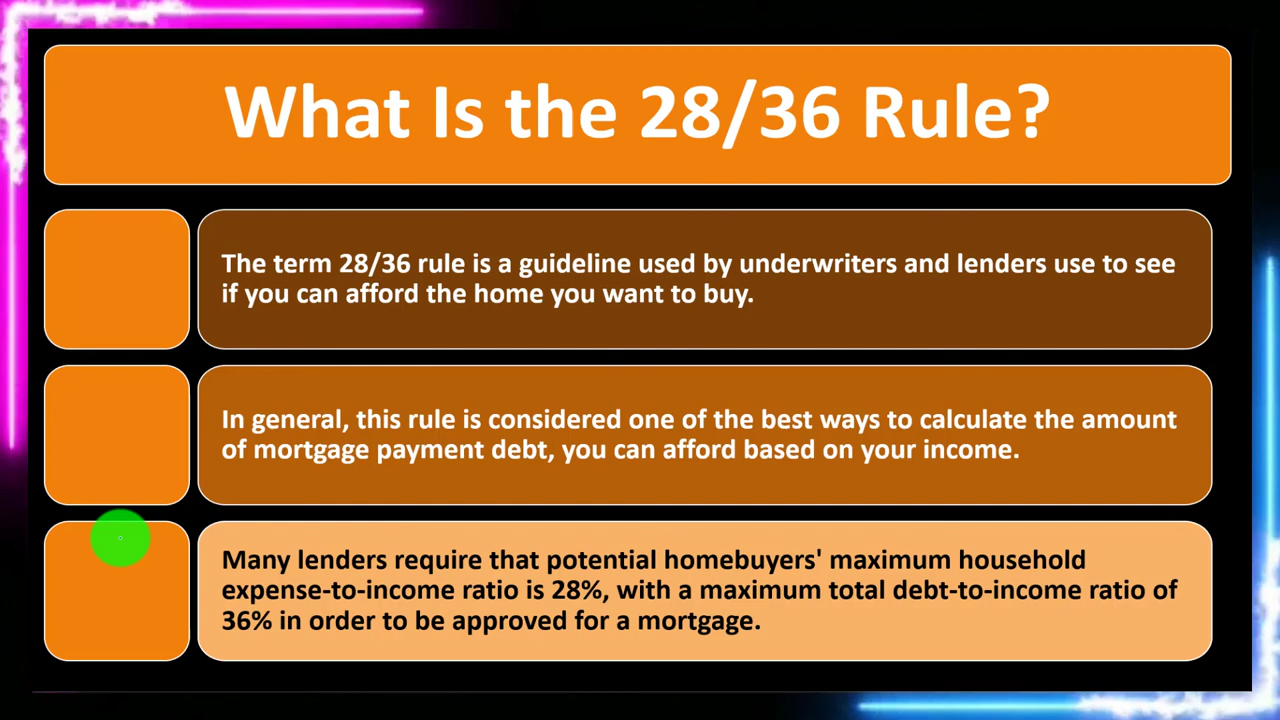 What Is the 28/36 Rule?
The term 28/36 rule is a guideline used by underwriters and lenders use to see
if you can afford the home you want to buy.
In general, this rule is considered one of the best ways to calculate the amount
of mortgage payment debt, you can afford based on your income.
Many lenders require that potential homebuyers' maximum household
expense-to-income ratio is 28%, with a maximum total debt-to-income ratio of
36% in order to be approved for a mortgage.